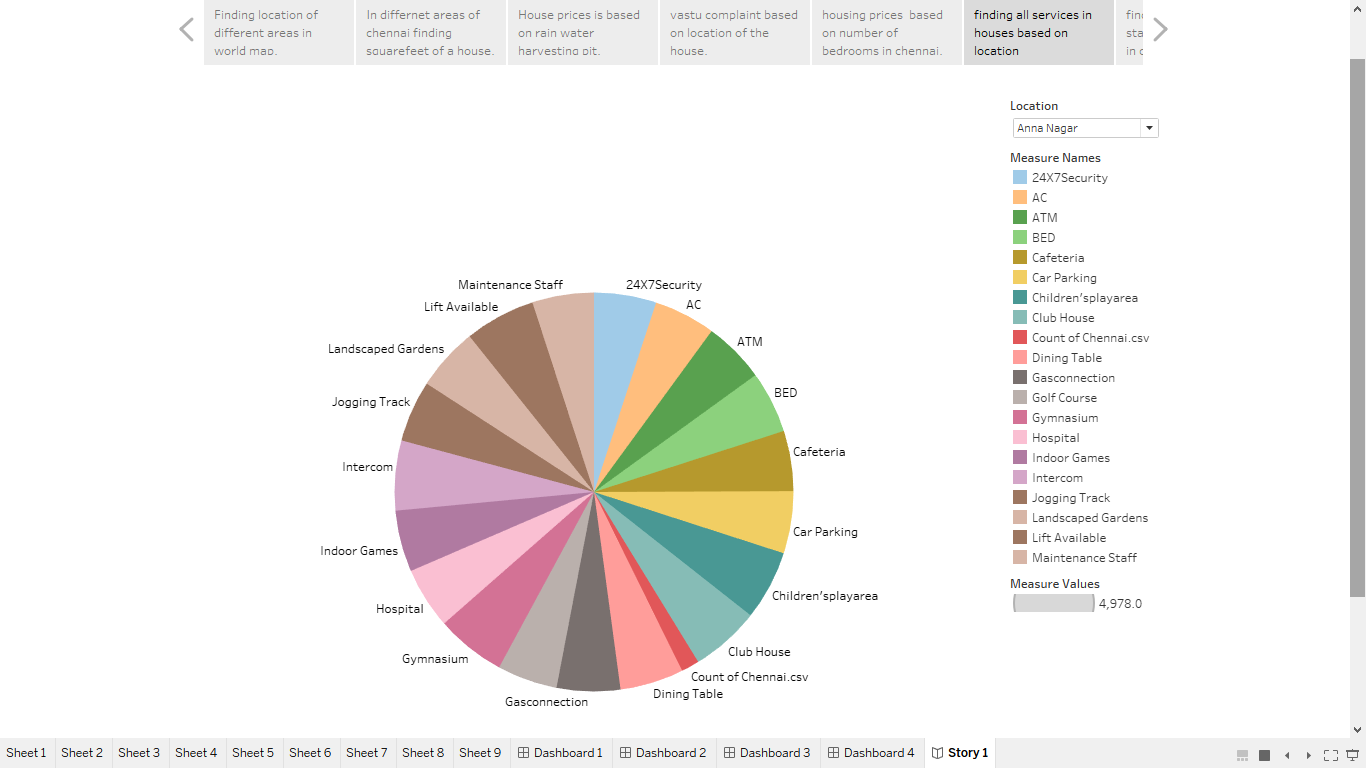 Finding location of
different areas in
world map.
In differnet areas of
chennai finding
squarefeet of a house.
House prices is based
on rain water
harvesting pit.
vastu complaint based
on location of the
house.
housing prices based
on number of
bedrooms in chennai.
finding all services in
houses based on
location
Location
Anna Nagar
Measure Names
24X7Security
AC
ATM
BED
Cafeteria
Car Parking
Children'splayarea
Club House
Count of Chennai.csv
Dining Table
Gasconnection
Golf Course
Gymnasium
Hospital
Indoor Games
Intercom
Jogging Track
Landscaped Gardens
Lift Available
Maintenance Staff
Measure Values
4,978.0
Maintenance Staff
24X7Security
Lift Available
AC
Landscaped Gardens
ATM
Jogging Track
BED
Intercom
Cafeteria
Indoor Games
Car Parking
Hospital
Children'splayarea
Gymnasium
Club House
Count of Chennai.csv
Dining Table
Gasconnection
Sheet 1
Sheet 2
Sheet 3
Sheet 4
Sheet 5
Sheet 6
Sheet 7
Sheet 8
Sheet 9
Dashboard 1
Dashboard 2
Dashboard 3
Dashboard 4
Story 1